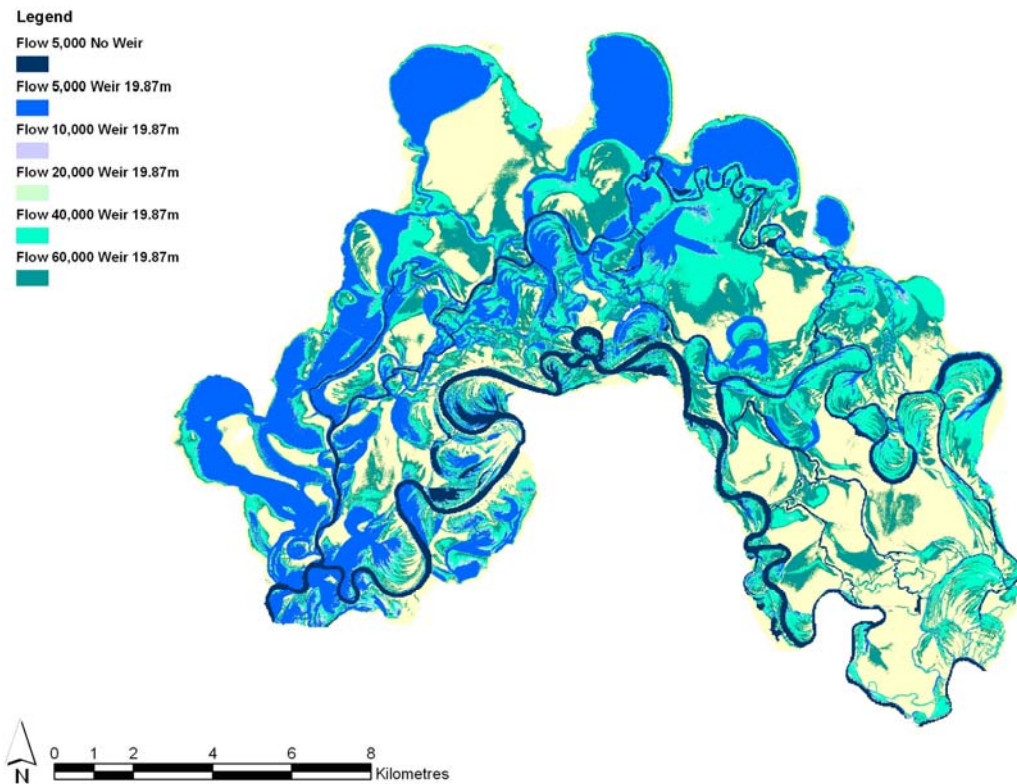 Legend
Flow 5,000 No Weir
Flow 5,000 Weir 19.87m
Flow 10,000 Weir 19.87m
Flow 20,000 Weir 19.87m
Flow 40,000 Weir 19.87m
Flow 60,000 Weir 19.87m
N
0 1 2 4 6 8
Kilometres